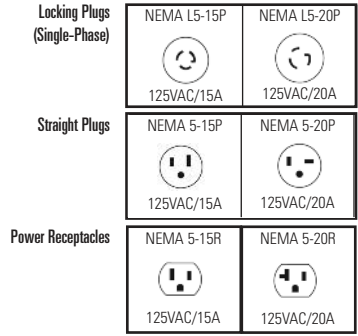 Locking Plugs
(Single-Phase)
NEMA L5-15P NEMA L5-20P
125VAC/15A 125VAC/20A
Straight Plugs
NEMA 5-15P NEMA 5-20P
125VAC/15A 125VAC/20A
Power Receptacles
NEMA 5-15R NEMA 5-20R
125VAC/15A 125VAC/20A